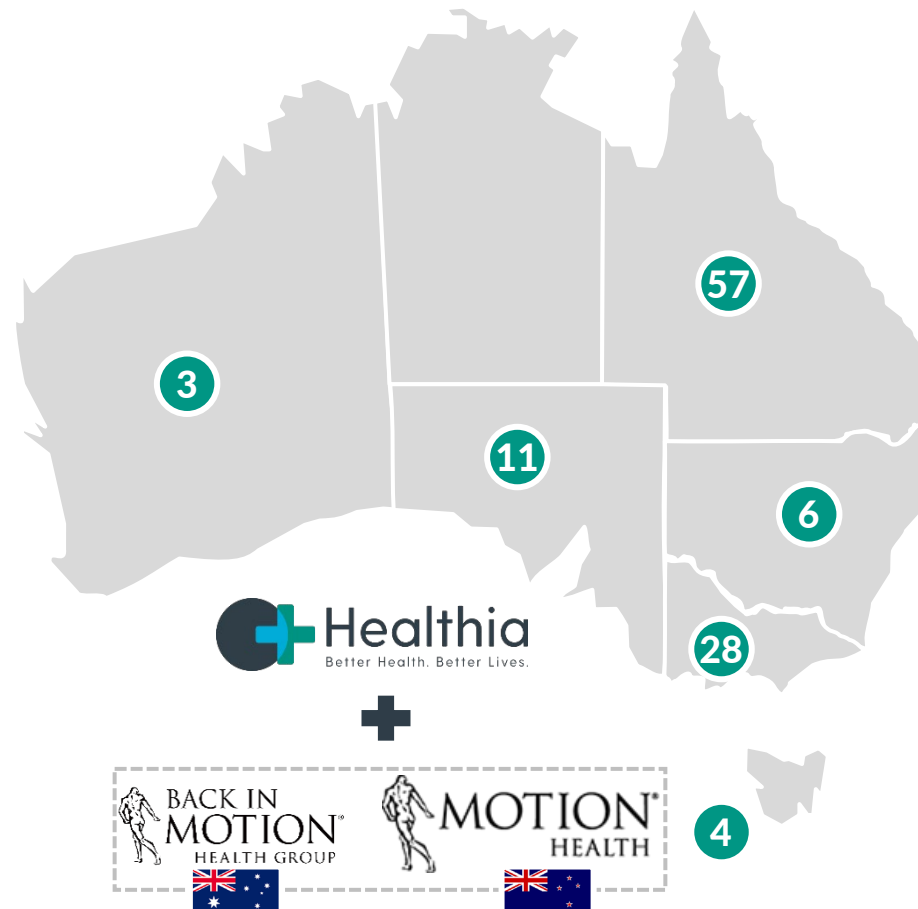 57
3
11
6
28
Healthia
Better Health. Better Lives.
BACK IN
MOTION®
HEALTH GROUP
MOTION®
HEALTH
4